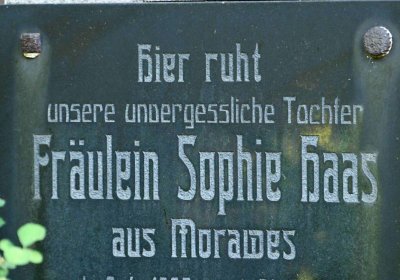 Hier ruht
unsere unvergessliche Tochter
Fräulein Sophie Haas
aus Morawes